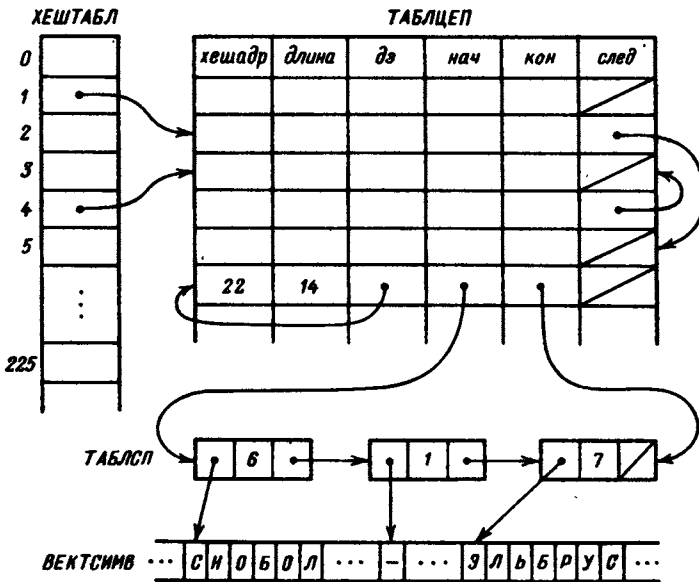 ХЕШТАБЛ
ТАБЛЦЕП
0
1
2
3
4
5
225
хешадр длина дэ нач кон след
22 14
ТАБЛСП 6 1 7
ВЕКТСИМВ ... С Н О Б О Л ... – ... Э Л Ь Б Р У С ...